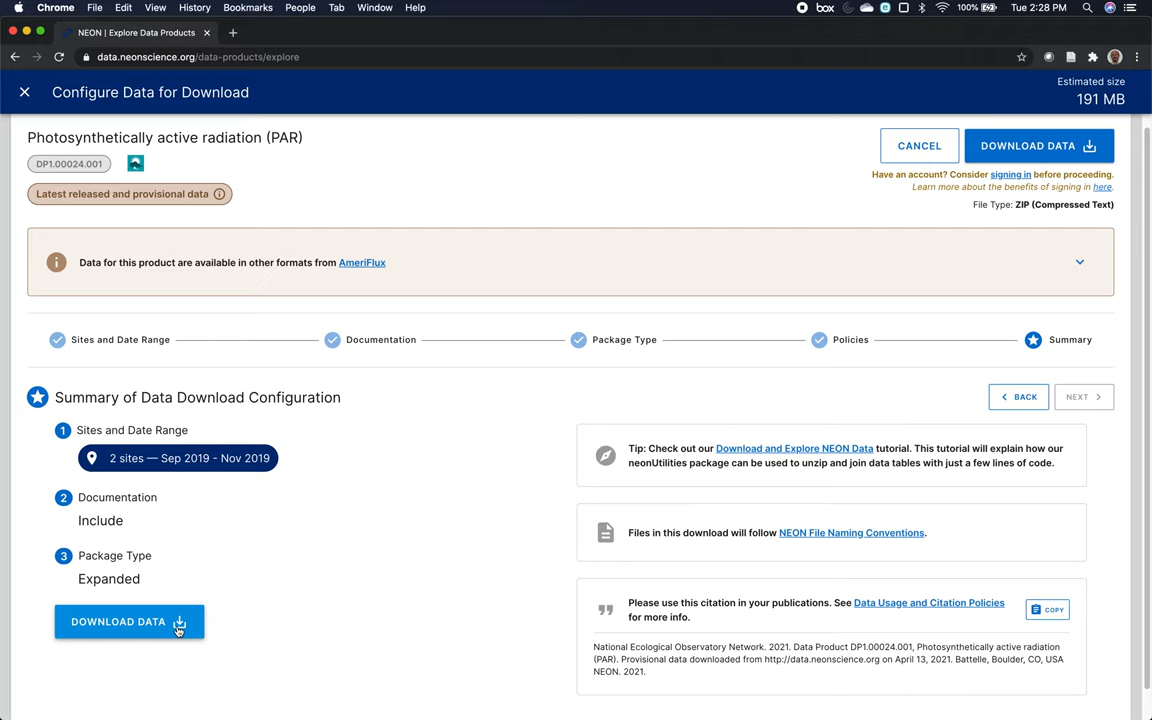 Chrome File Edit View History Bookmarks People Tab Window Help
box 100% Tue 2:28 PM
NEON | Explore Data Products
data.neonscience.org/data-products/explore
Configure Data for Download
Estimated size
191 MB
Photosynthetically active radiation (PAR)
DP1.00024.001
Latest released and provisional data
CANCEL
DOWNLOAD DATA
Have an account? Consider signing in before proceeding.
Learn more about the benefits of signing in here.
File Type: ZIP (Compressed Text)
Data for this product are available in other formats from AmeriFlux
Sites and Date Range
Documentation
Package Type
Policies
Summary
Summary of Data Download Configuration
BACK
NEXT
1 Sites and Date Range
2 sites — Sep 2019 - Nov 2019
2 Documentation
Include
3 Package Type
Expanded
DOWNLOAD DATA
Tip: Check out our Download and Explore NEON Data tutorial. This tutorial will explain how our
neonUtilities package can be used to unzip and join data tables with just a few lines of code.
Files in this download will follow NEON File Naming Conventions.
Please use this citation in your publications. See Data Usage and Citation Policies
for more info.
COPY
National Ecological Observatory Network. 2021. Data Product DP1.00024.001, Photosynthetically active radiation
(PAR). Provisional data downloaded from http://data.neonscience.org on April 13, 2021. Battelle, Boulder, CO, USA
NEON. 2021.